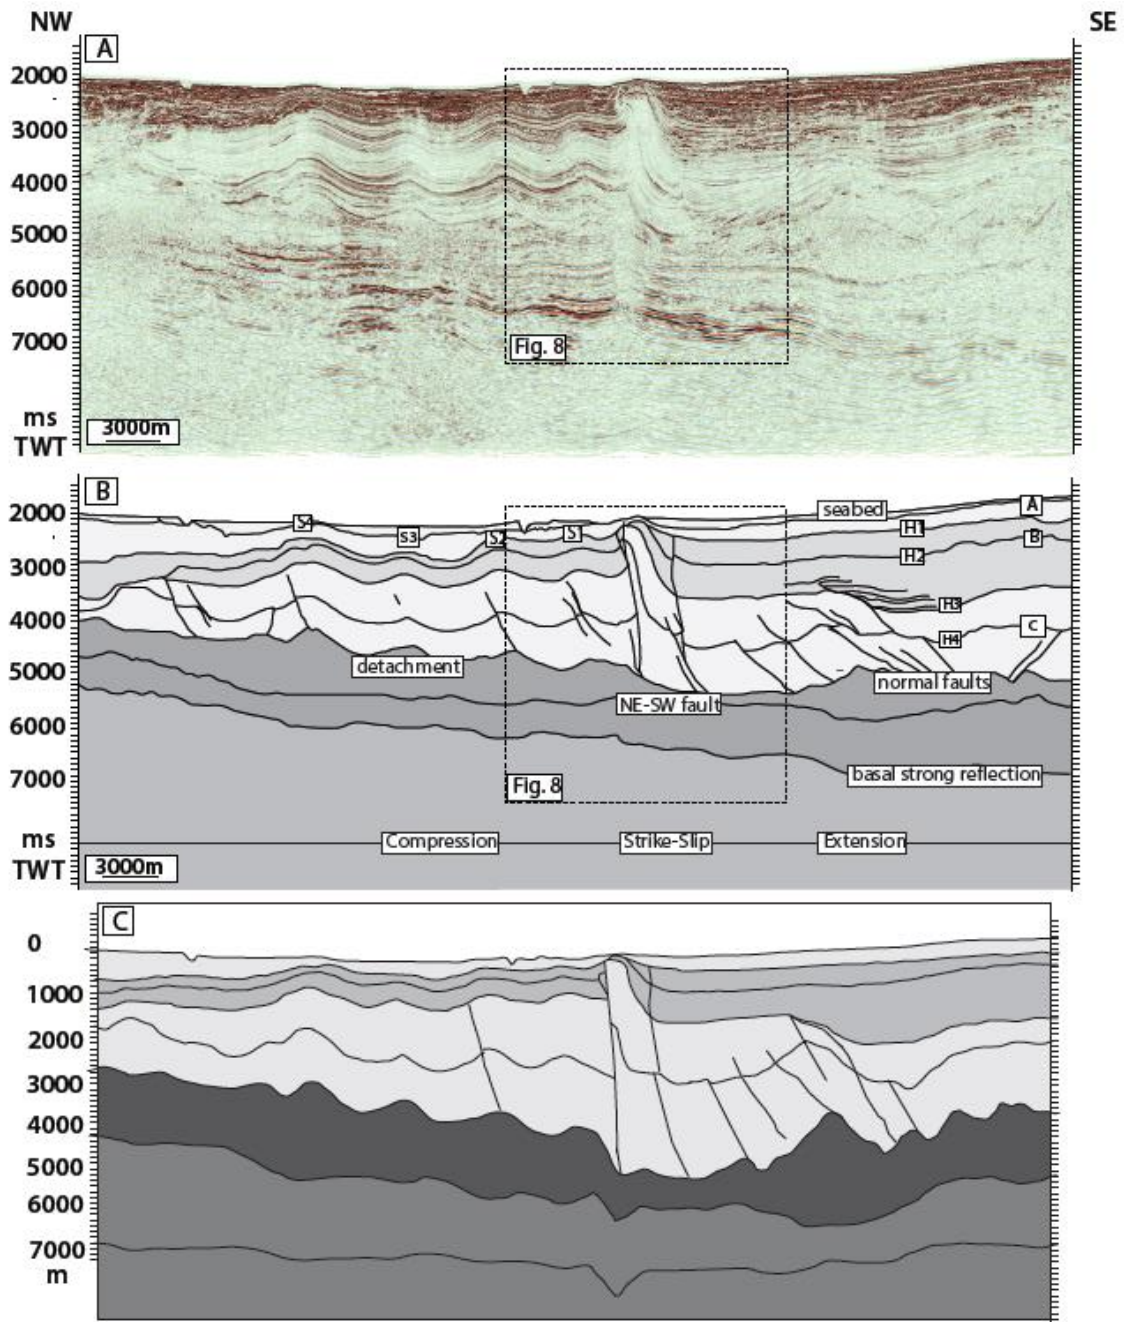 NW
SE
A
2000
3000
4000
5000
6000
7000
ms
TWT
Fig. 8
3000m
B
2000
3000
4000
5000
6000
7000
ms
TWT
seabed
A
S4
S3
S2
S1
H1
B
H2
H3
C
H4
detachment
normal faults
NE-SW fault
basal strong reflection
Fig. 8
Compression
Strike-Slip
Extension
3000m
C
0
1000
2000
3000
4000
5000
6000
7000
m